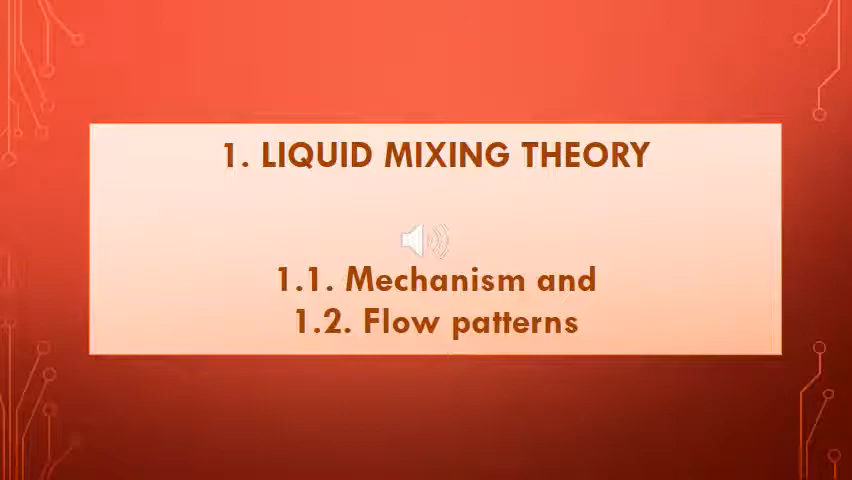 1. LIQUID MIXING THEORY
1.1. Mechanism and
1.2. Flow patterns